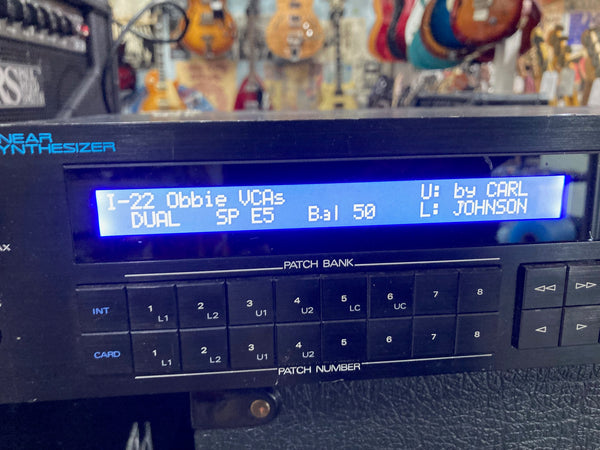 NEAR
YNTHESIZER
I-22 Obbie VCAs U: by CARL
DUAL SP E5 Bal 50 L: JOHNSON
AX
PATCH BANK
INT 1 L1 2 L2 3 U1 4 U2 5 LC 6 UC 7 8
CARD 1 L1 2 L2 3 U1 4 U2 5 6 7 8
PATCH NUMBER